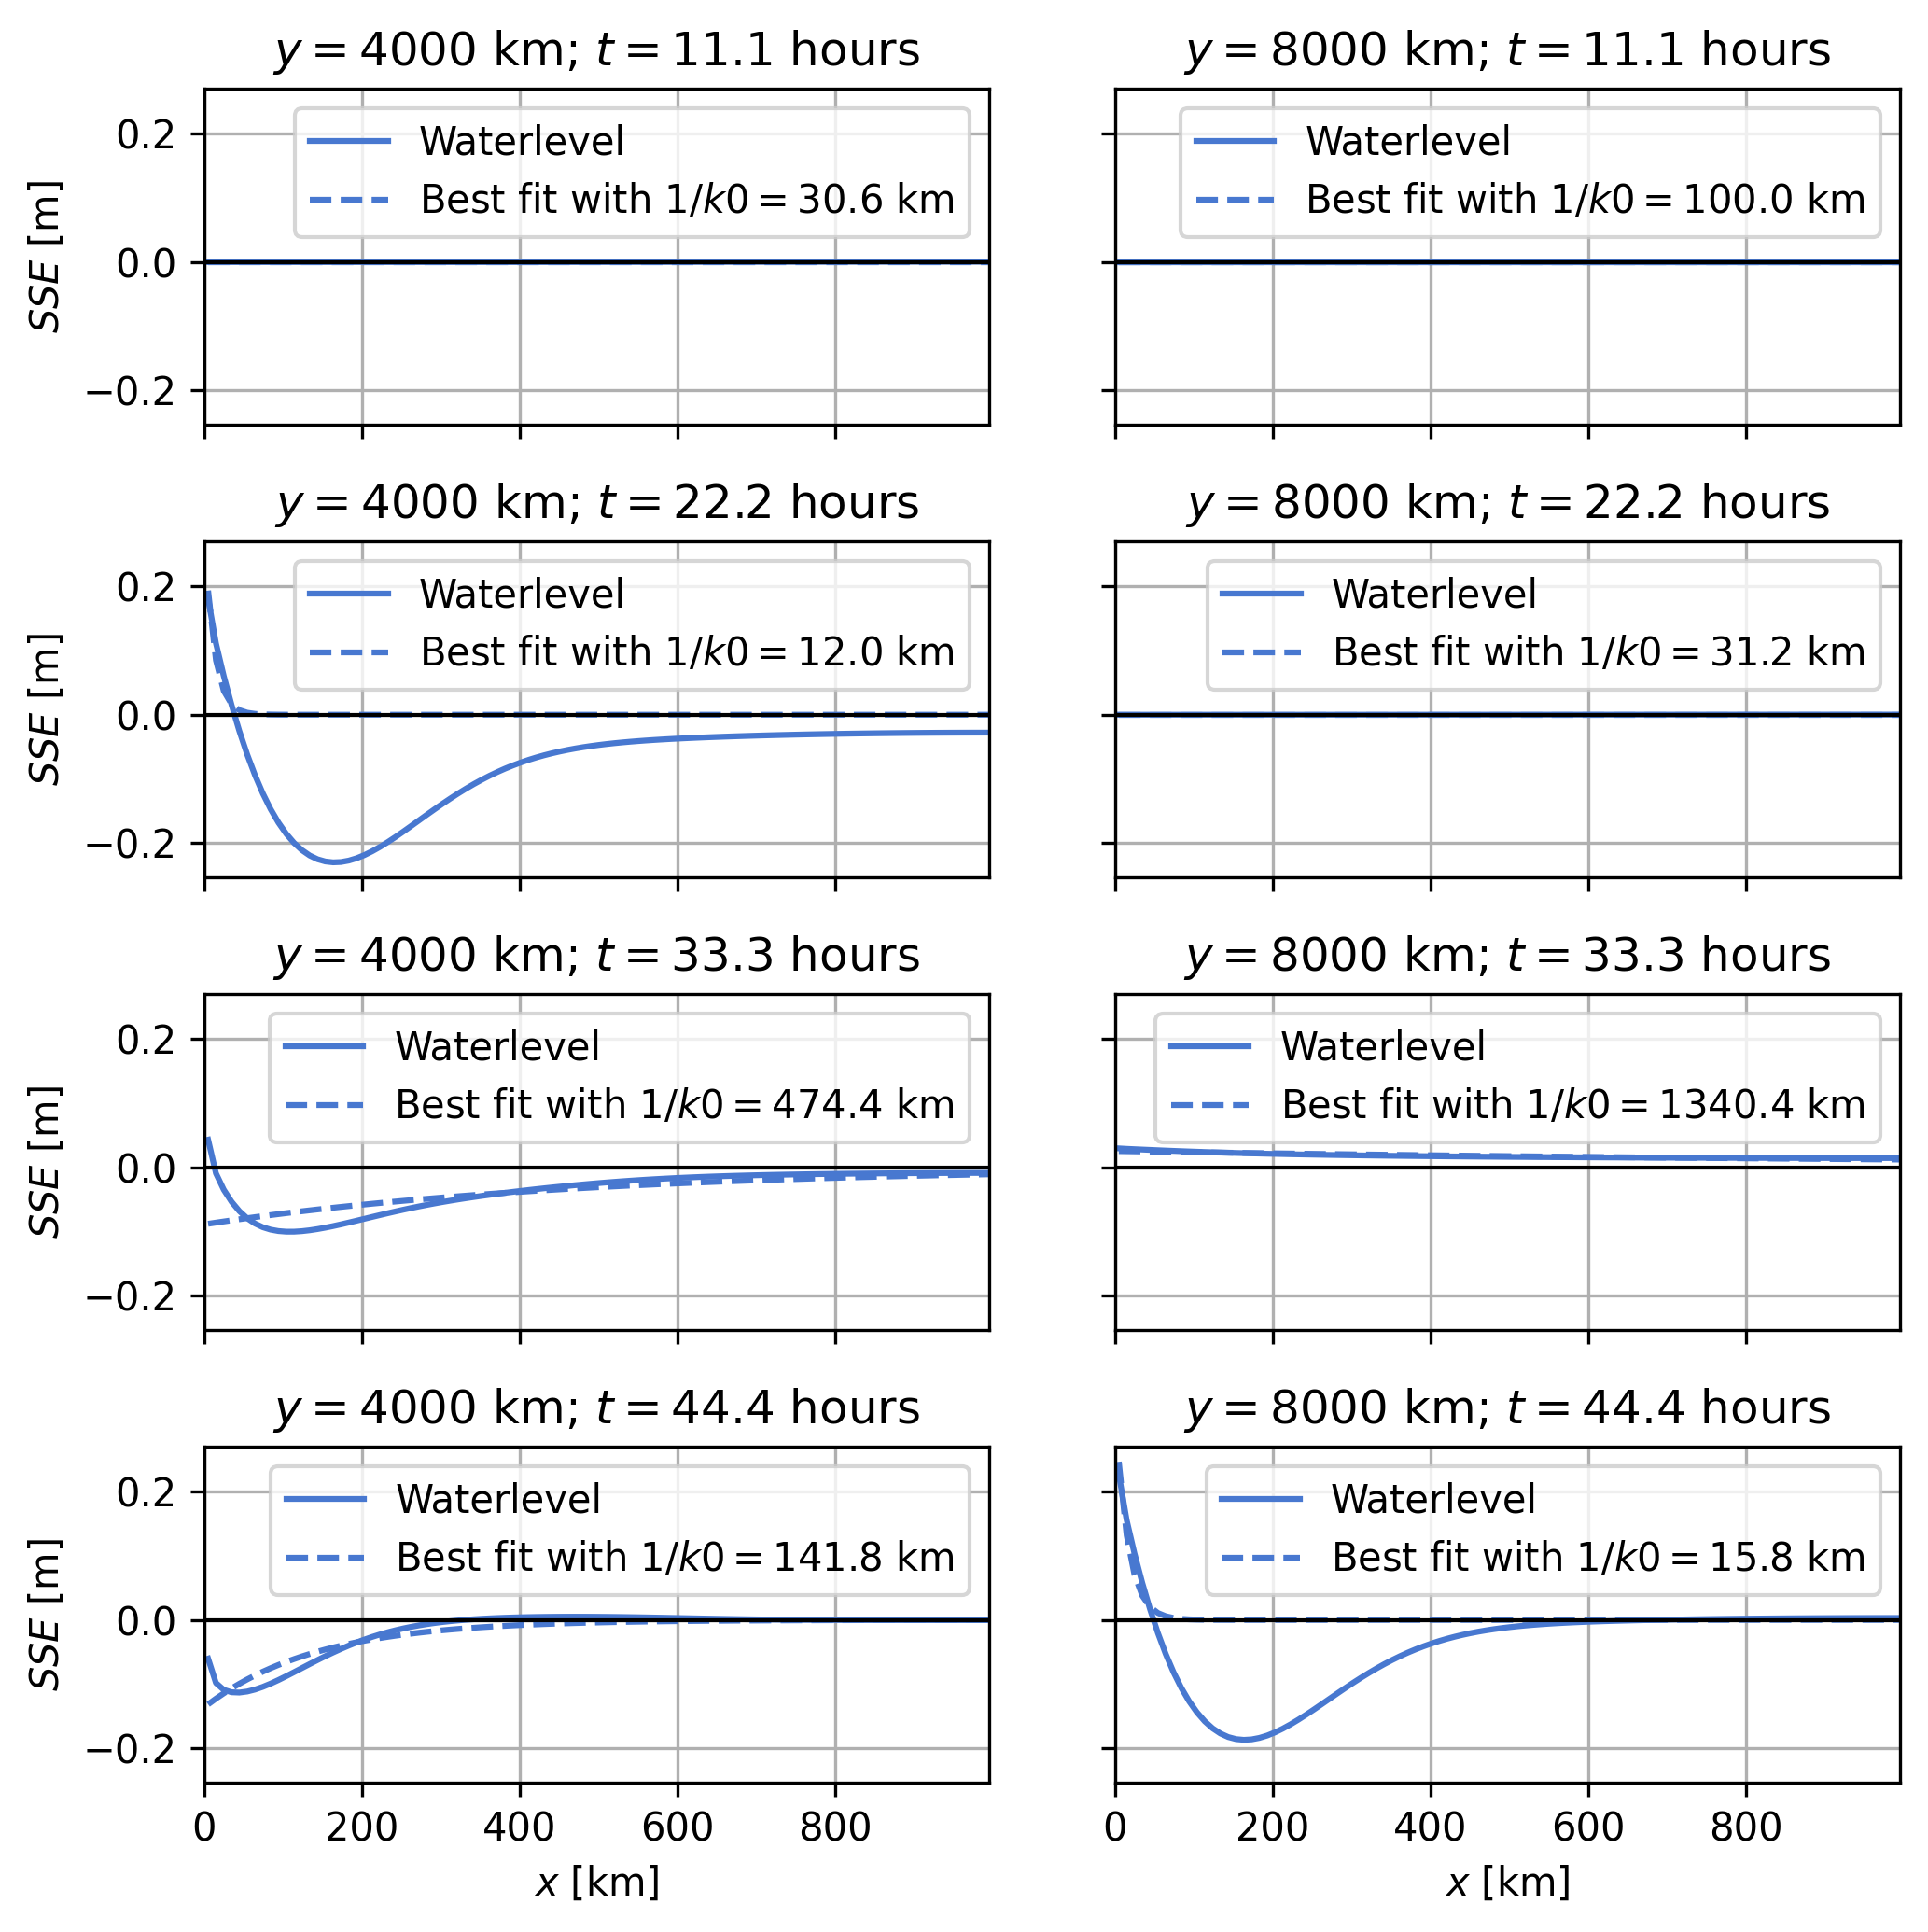 y = 4000 km; t = 11.1 hours
y = 8000 km; t = 11.1 hours
SSE [m]
0.2
0.0
−0.2
Waterlevel
Best fit with 1/k0 = 30.6 km
Waterlevel
Best fit with 1/k0 = 100.0 km
y = 4000 km; t = 22.2 hours
y = 8000 km; t = 22.2 hours
SSE [m]
0.2
0.0
−0.2
Waterlevel
Best fit with 1/k0 = 12.0 km
Waterlevel
Best fit with 1/k0 = 31.2 km
y = 4000 km; t = 33.3 hours
y = 8000 km; t = 33.3 hours
SSE [m]
0.2
0.0
−0.2
Waterlevel
Best fit with 1/k0 = 474.4 km
Waterlevel
Best fit with 1/k0 = 1340.4 km
y = 4000 km; t = 44.4 hours
y = 8000 km; t = 44.4 hours
SSE [m]
0.2
0.0
−0.2
Waterlevel
Best fit with 1/k0 = 141.8 km
Waterlevel
Best fit with 1/k0 = 15.8 km
0 200 400 600 800
0 200 400 600 800
x [km]
x [km]